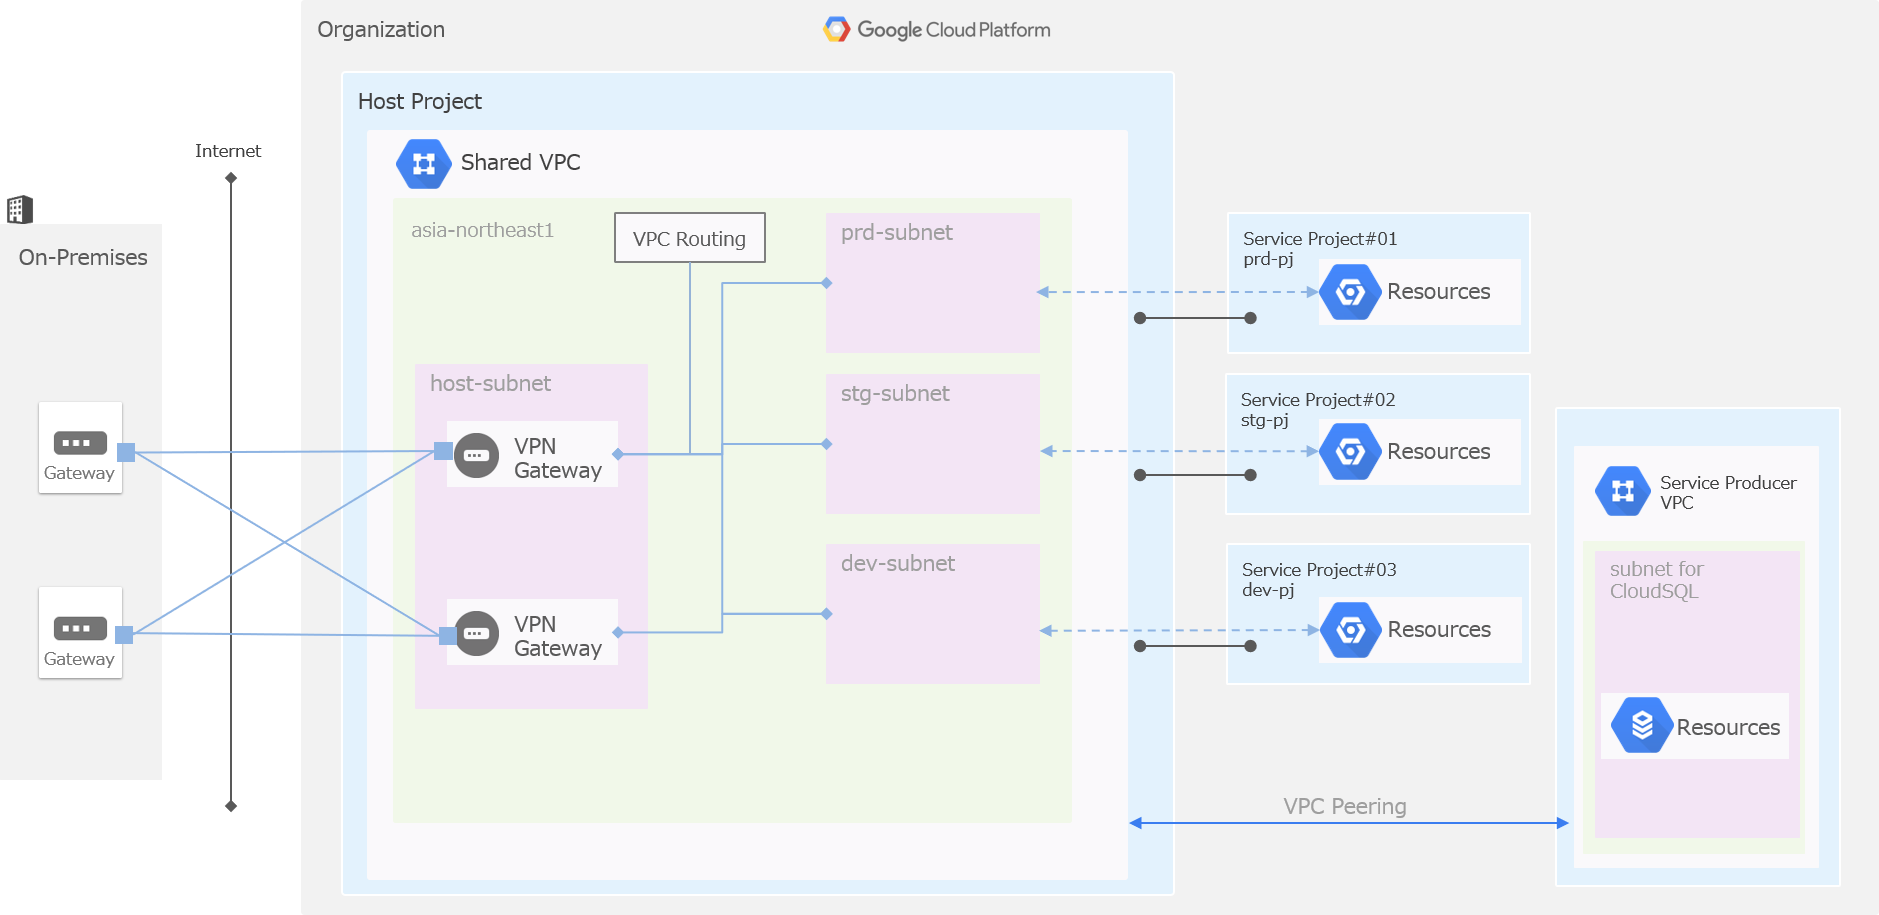 Organization
Google Cloud Platform
Host Project
Internet
Shared VPC
On-Premises
asia-northeast1
VPC Routing
prd-subnet
Service Project#01
prd-pj
Resources
host-subnet
stg-subnet
Service Project#02
stg-pj
Resources
Gateway
VPN
Gateway
Service Producer
VPC
dev-subnet
Service Project#03
dev-pj
Resources
subnet for
CloudSQL
Gateway
VPN
Gateway
Resources
VPC Peering